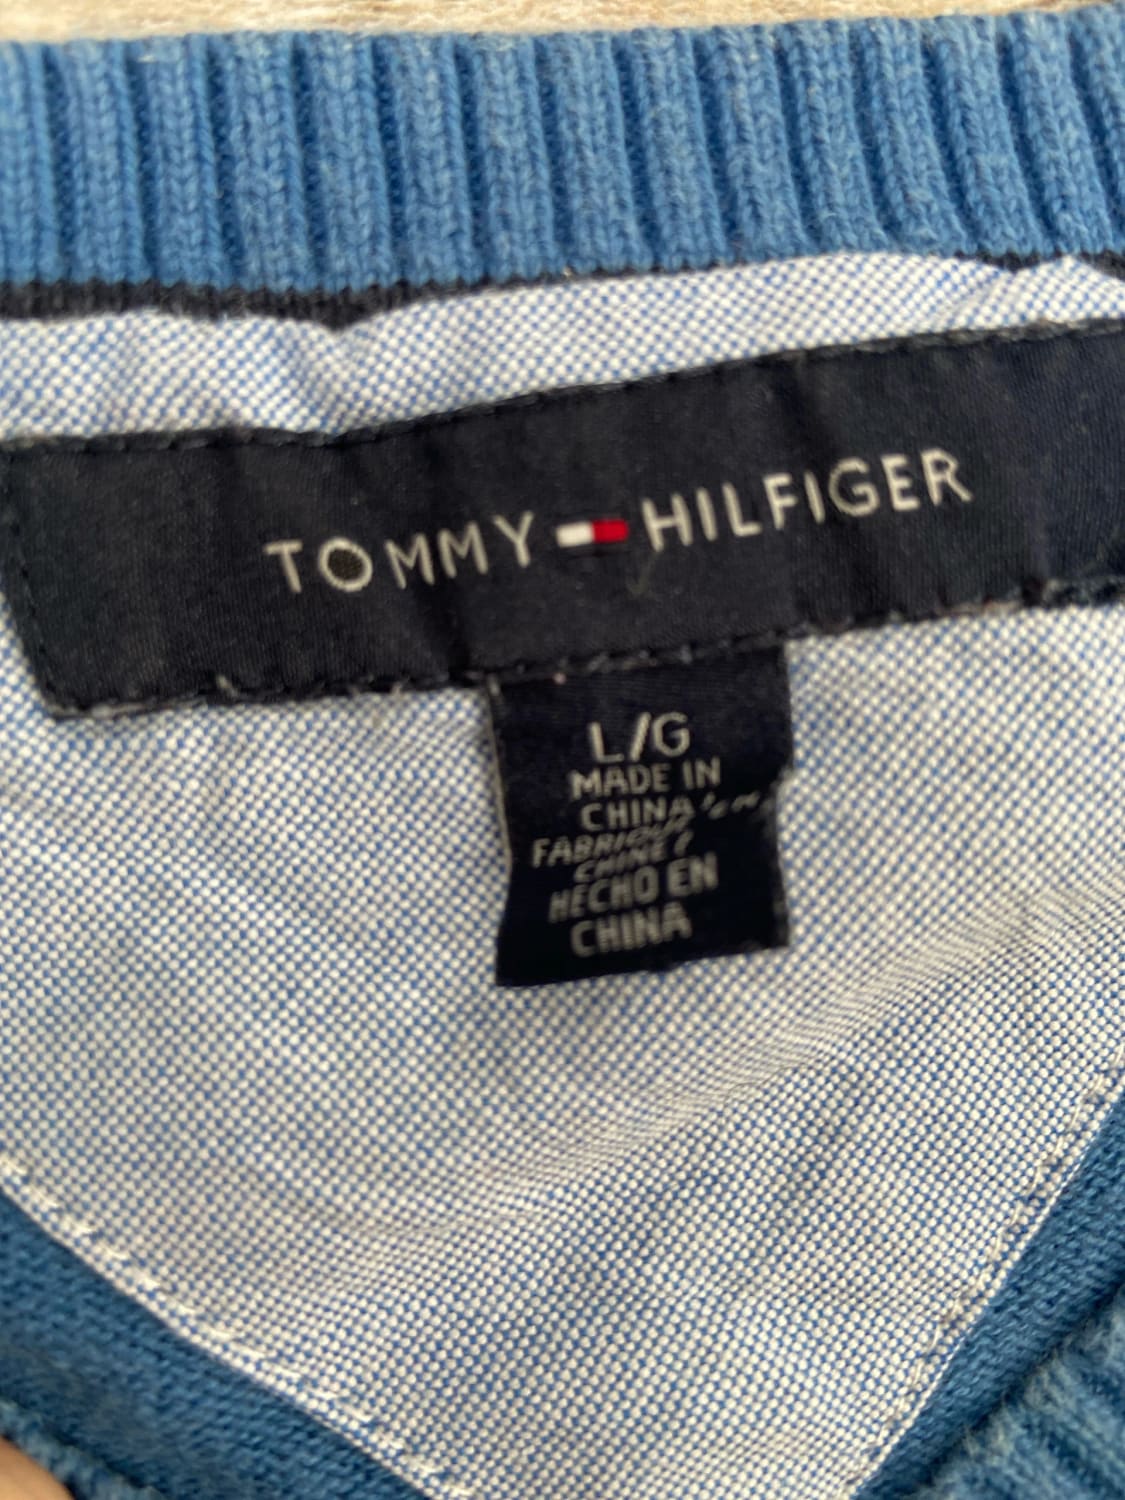 TOMMY HILFIGER
L/G
MADE IN
CHINA
HECHO EN
CHINA